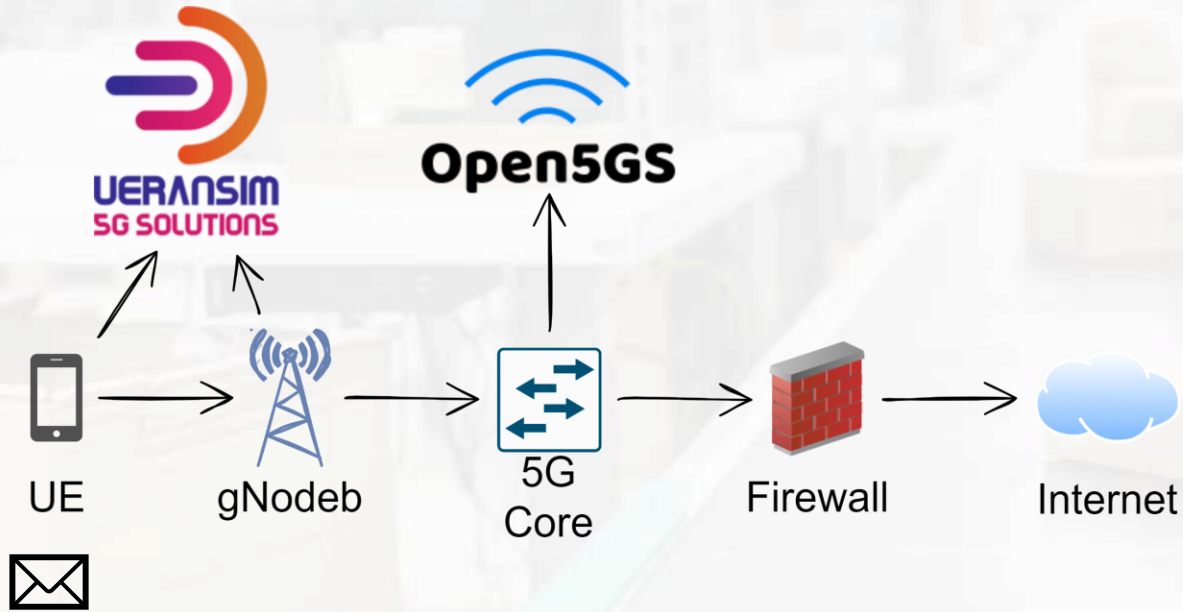 UERANSIM
5G SOLUTIONS
Open5GS
UE
gNodeb
5G
Core
Firewall
Internet